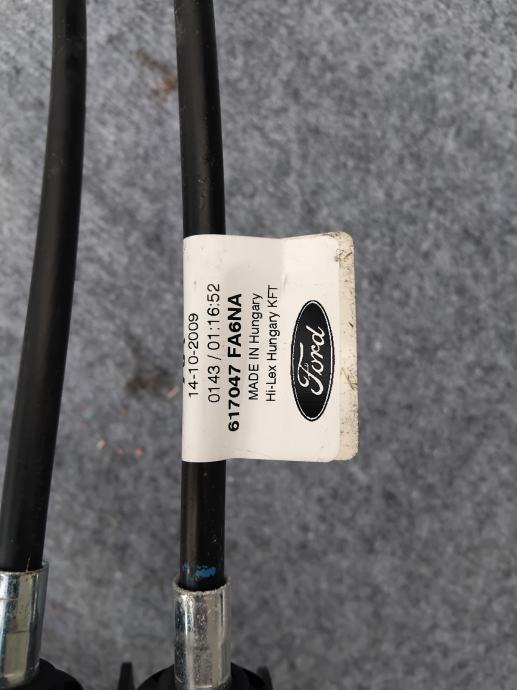 14-10-2009
0143 / 01:16:52
617047 FA6NA
MADE IN Hungary
Hi-Lex Hungary KFT
Ford